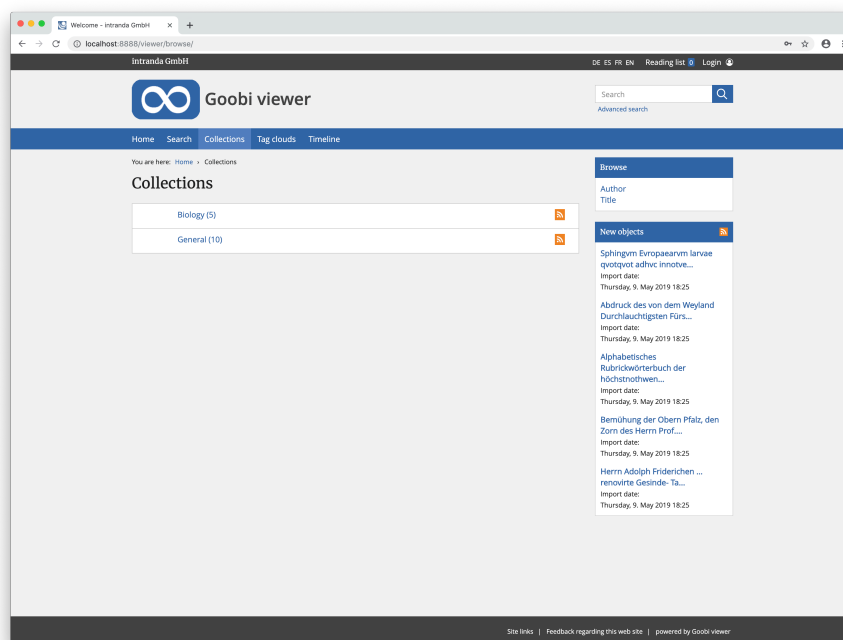 Welcome - intranda GmbH
localhost:8888/viewer/browse/
intranda GmbH
DE ES FR EN Reading list 0 Login
Goobi viewer
Search
Advanced search
Home Search Collections Tag clouds Timeline
You are here: Home › Collections
Collections
Biology (5)
General (10)
Browse
Author
Title
New objects
Sphingvm Evropaearvm larvae
qvotqvot adhvc innotve...
Import date:
Thursday, 9. May 2019 18:25
Abdruck des von dem Weyland
Durchlauchtigsten Fürs...
Import date:
Thursday, 9. May 2019 18:25
Alphabetisches
Rubrickwörterbuch der
höchstnothwen...
Import date:
Thursday, 9. May 2019 18:25
Bemühung der Obern Pfalz, den
Zorn des Herrn Prof....
Import date:
Thursday, 9. May 2019 18:25
Herrn Adolph Friderichen ...
renovirte Gesinde- Ta...
Import date:
Thursday, 9. May 2019 18:25
Site links | Feedback regarding this web site | powered by Goobi viewer